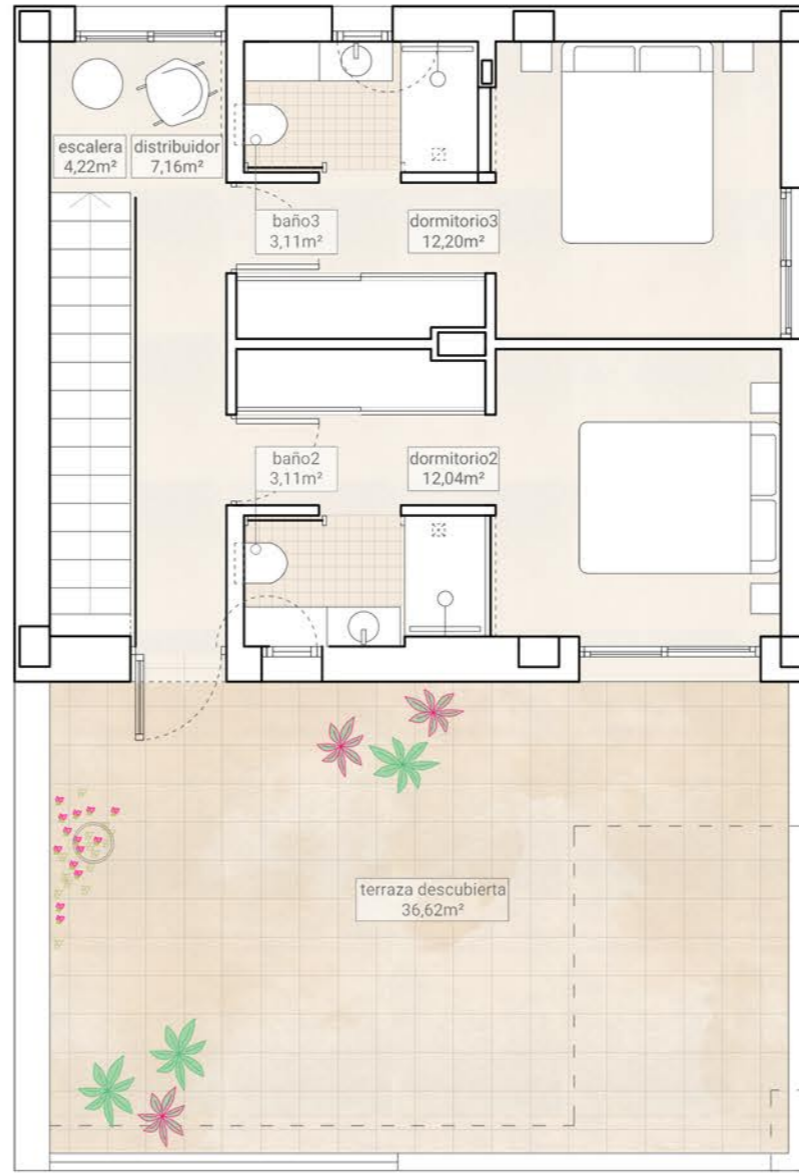 escalera
4,22m²
distribuidor
7,16m²
baño3
3,11m²
dormitorio3
12,20m²
baño2
3,11m²
dormitorio2
12,04m²
terraza descubierta
36,62m²